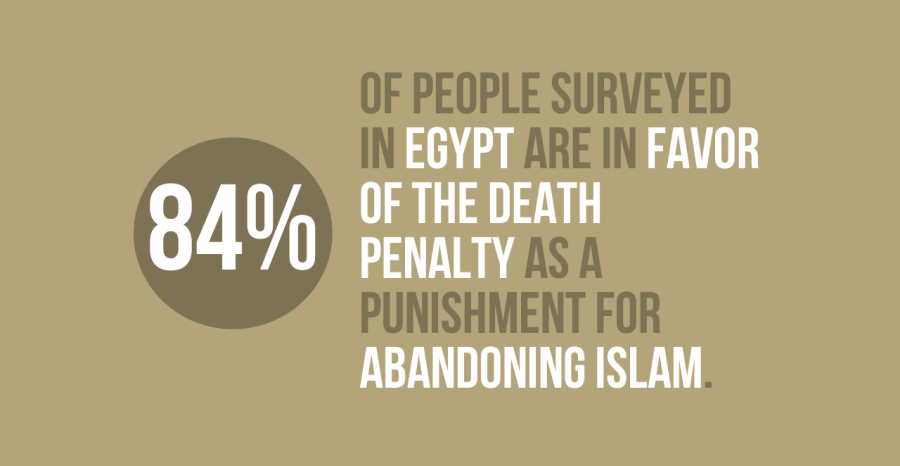 84%
OF PEOPLE SURVEYED
IN EGYPT ARE IN FAVOR
OF THE DEATH
PENALTY AS A
PUNISHMENT FOR
ABANDONING ISLAM.